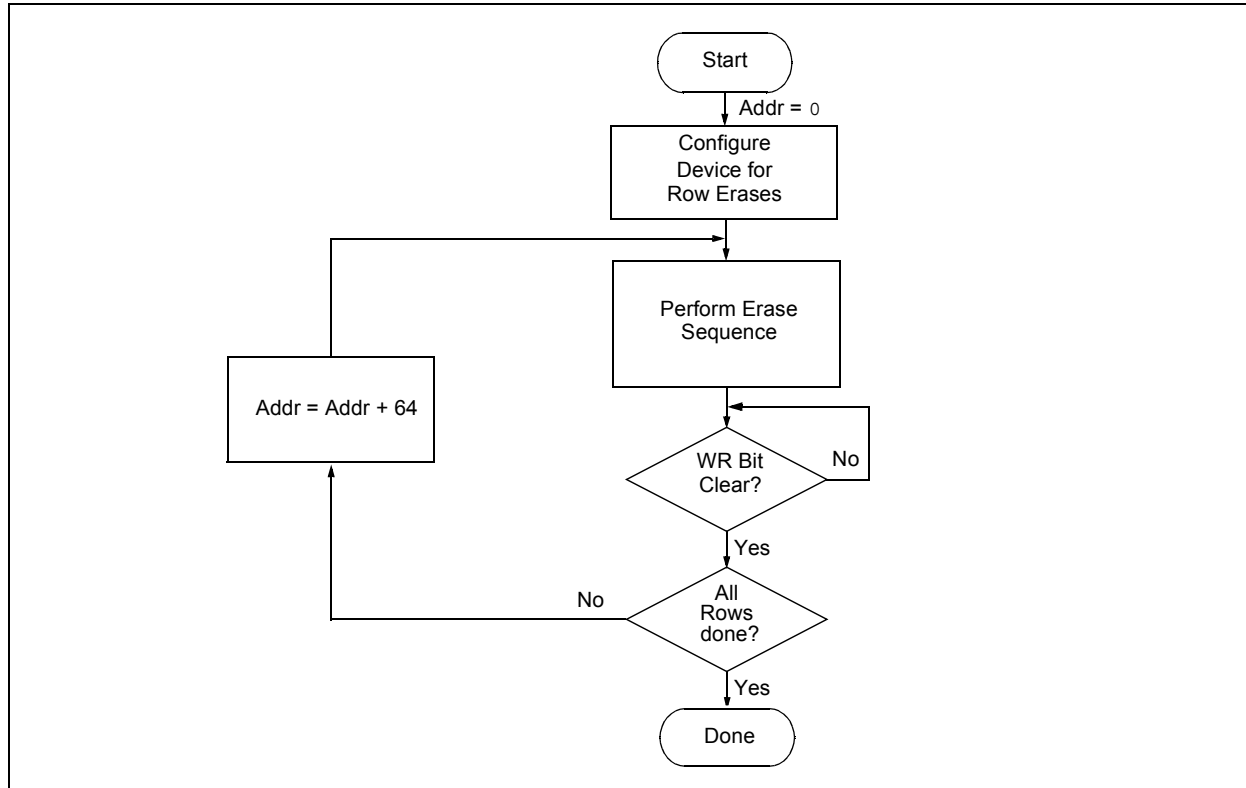 Start
Addr = 0
Configure
Device for
Row Erases
Perform Erase
Sequence
Addr = Addr + 64
WR Bit
Clear?
No
Yes
All
Rows
done?
No
Yes
Done